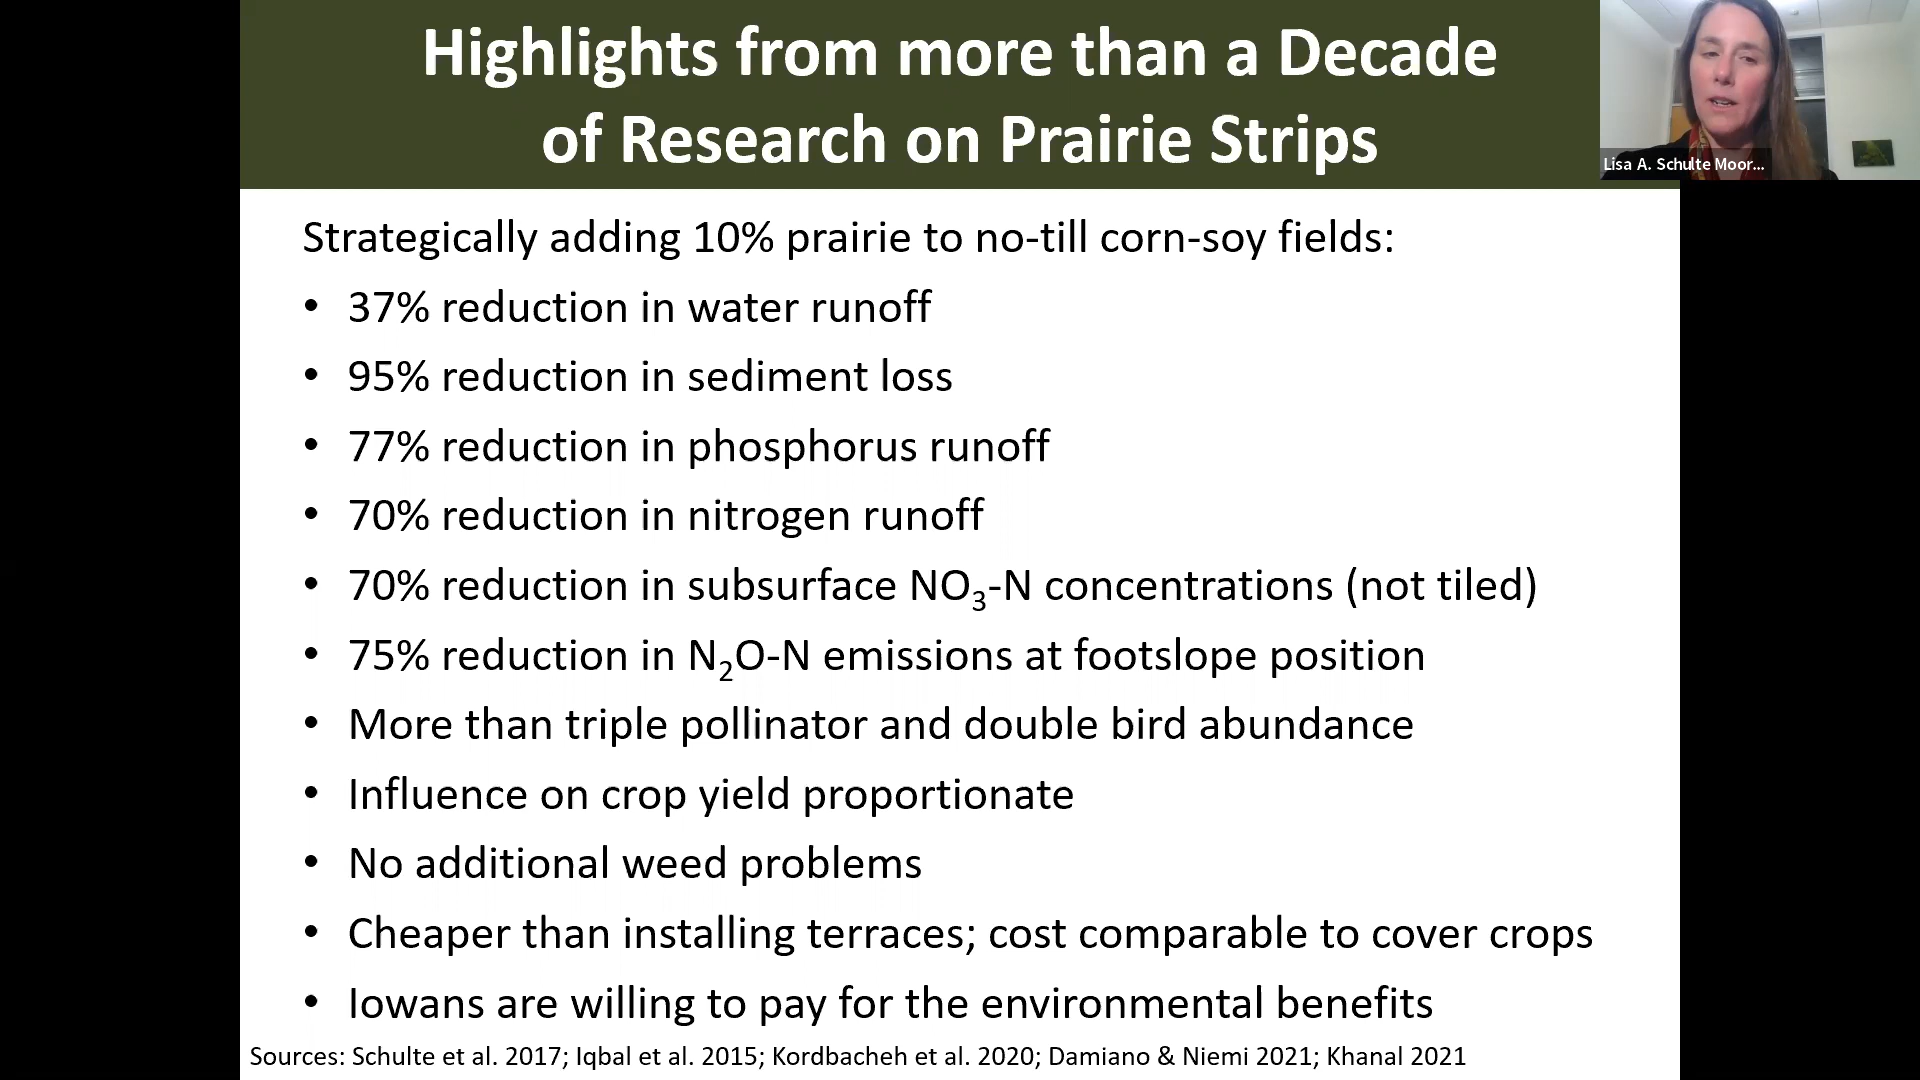 Highlights from more than a Decade
of Research on Prairie Strips
Lisa A. Schulte Moor...
Strategically adding 10% prairie to no-till corn-soy fields:
• 37% reduction in water runoff
• 95% reduction in sediment loss
• 77% reduction in phosphorus runoff
• 70% reduction in nitrogen runoff
• 70% reduction in subsurface NO₃-N concentrations (not tiled)
• 75% reduction in N₂O-N emissions at footslope position
• More than triple pollinator and double bird abundance
• Influence on crop yield proportionate
• No additional weed problems
• Cheaper than installing terraces; cost comparable to cover crops
• Iowans are willing to pay for the environmental benefits
Sources: Schulte et al. 2017; Iqbal et al. 2015; Kordbacheh et al. 2020; Damiano & Niemi 2021; Khanal 2021